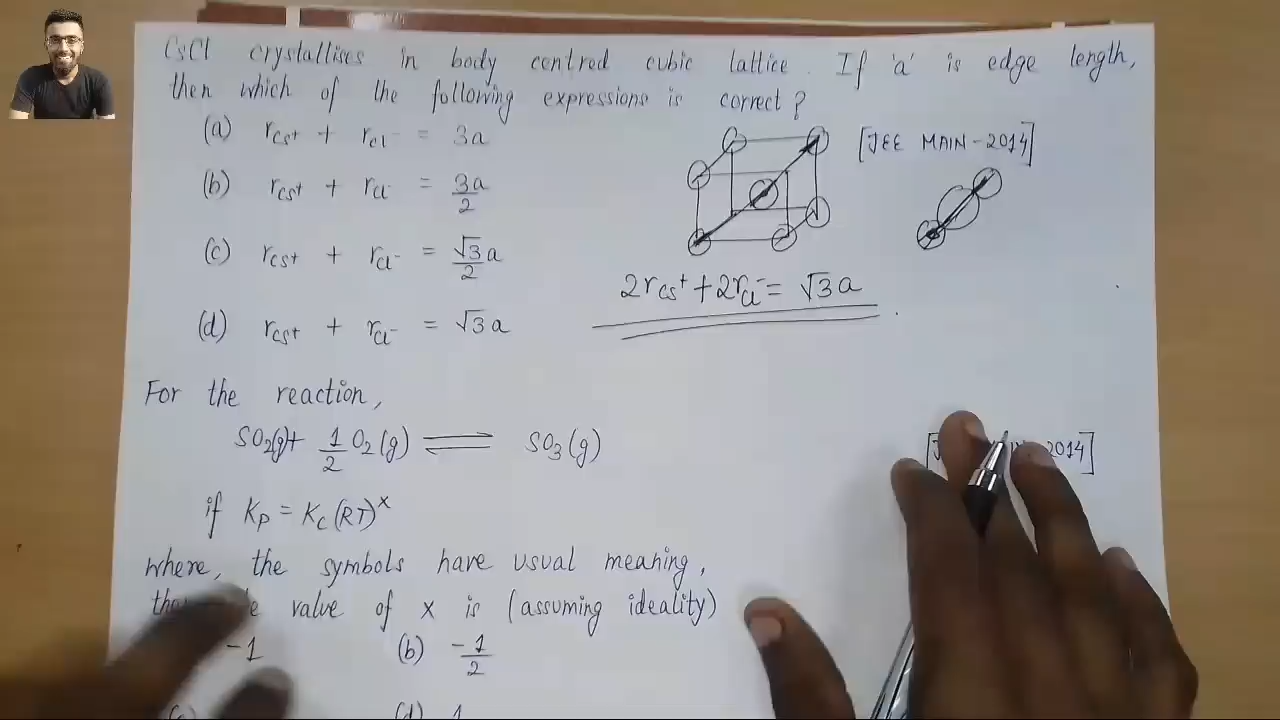 CsCl crystallises in body centred cubic lattice. If 'a' is edge length,
then which of the following expressions is correct?
[JEE MAIN-2014]
(a) rCs+ + rCl- = 3a
(b) rCs+ + rCl- = 3a/2
(c) rCs+ + rCl- = √3/2 a
(d) rCs+ + rCl- = √3 a
2rCs+ + 2rCl- = √3 a
For the reaction,
SO2(g) + 1/2 O2(g) ⇌ SO3(g)
2014]
if KP = KC(RT)^x
where, the symbols have usual meaning,
value of x is (assuming ideality)
-1 (b) -1/2
(d) 1